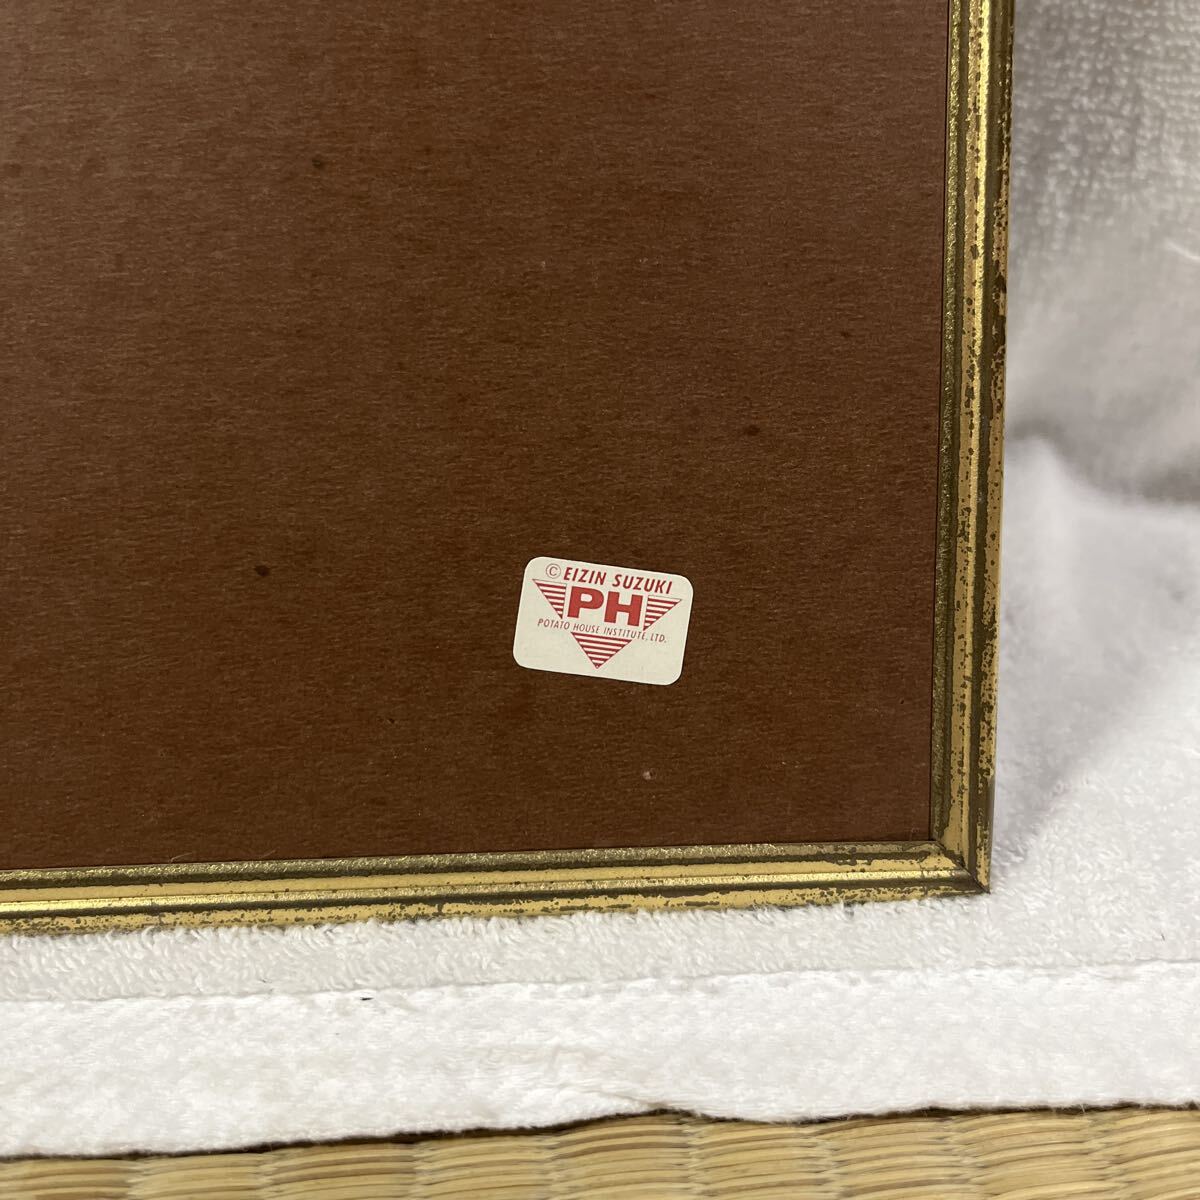 © EIZIN SUZUKI
PH
POTATO HOUSE INSTITUTE, LTD.